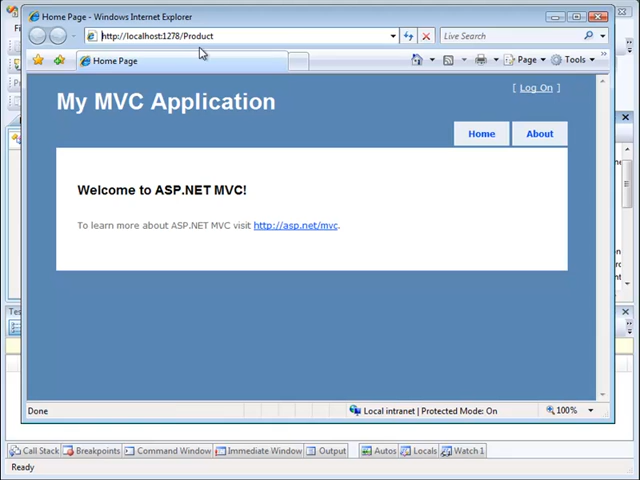 Home Page - Windows Internet Explorer
http://localhost:1278/Product
Live Search
Home Page
Page
Tools
[ Log On ]
My MVC Application
Home
About
Welcome to ASP.NET MVC!
To learn more about ASP.NET MVC visit http://asp.net/mvc.
Done
Local intranet | Protected Mode: On
100%
Call Stack
Breakpoints
Command Window
Immediate Window
Output
Autos
Locals
Watch 1
Ready